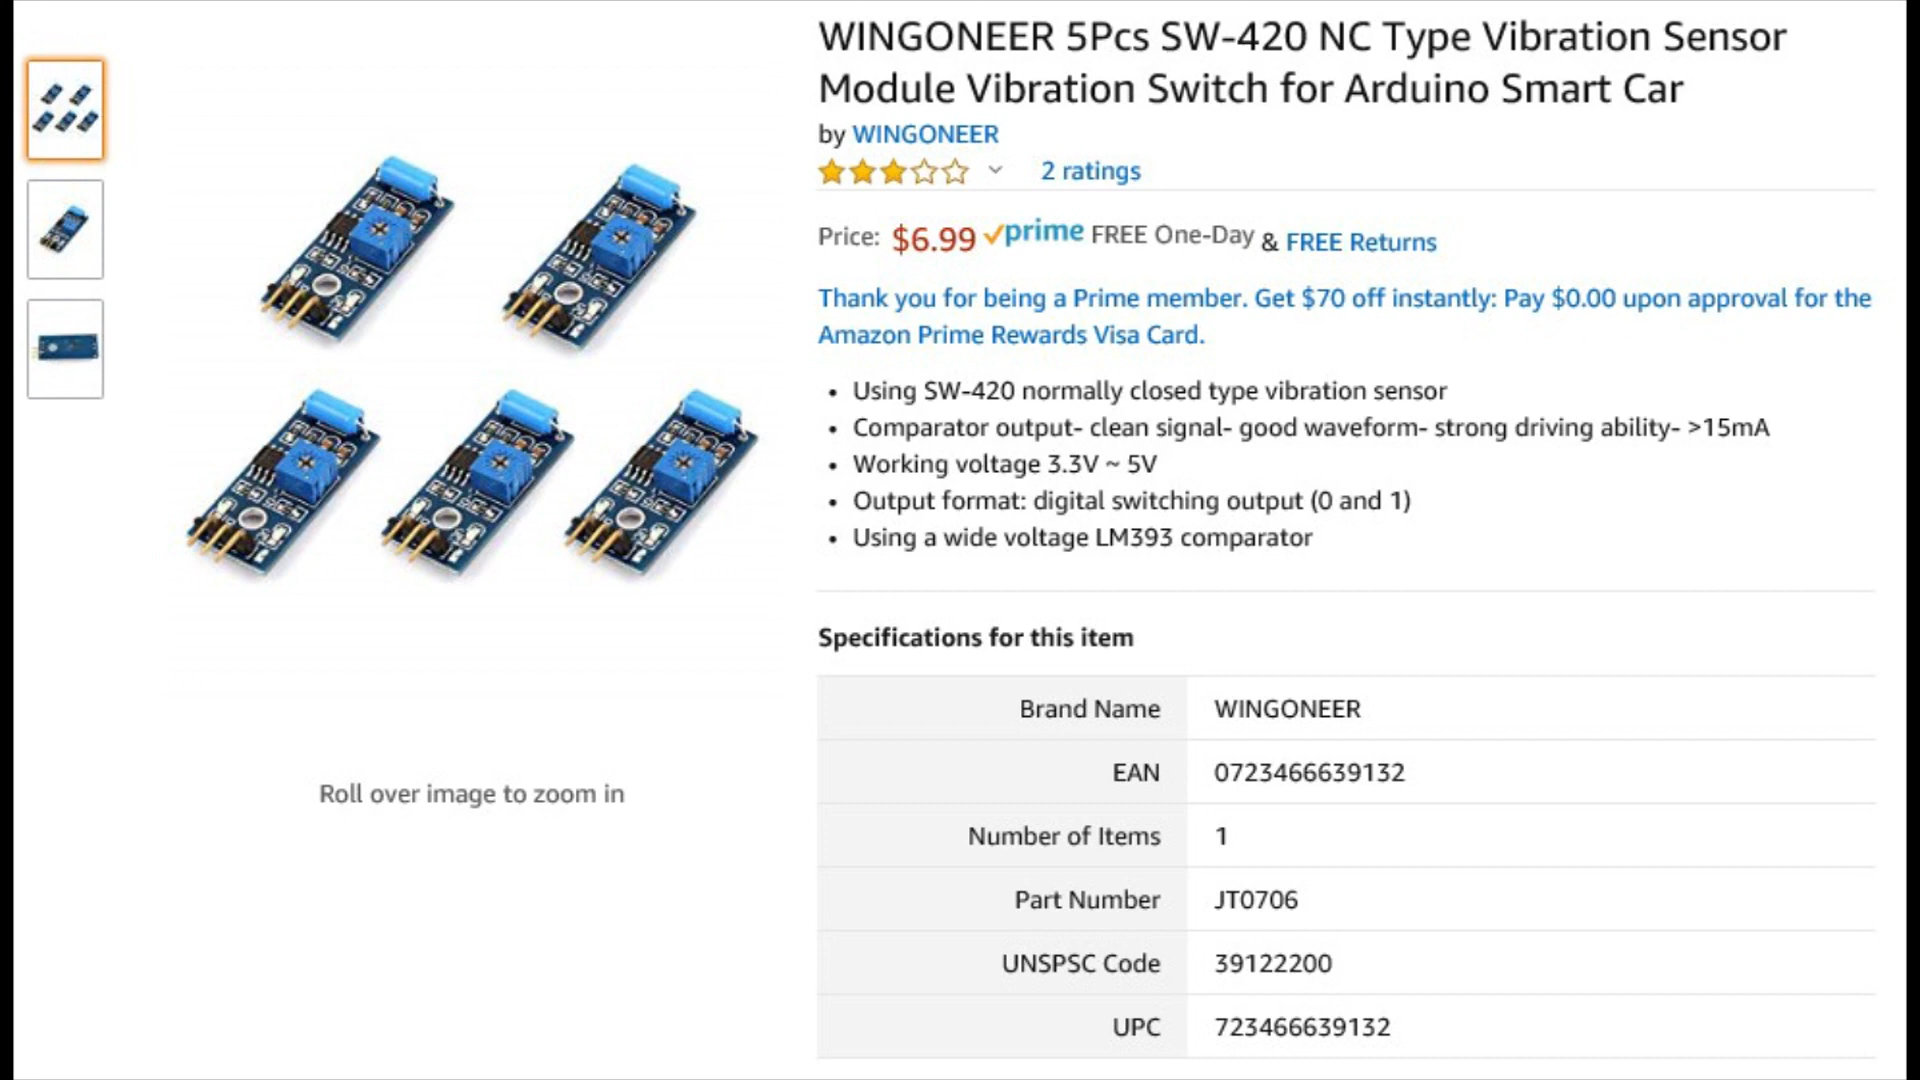 WINGONEER 5Pcs SW-420 NC Type Vibration Sensor
Module Vibration Switch for Arduino Smart Car
by WINGONEER
2 ratings
Price: $6.99 prime FREE One-Day & FREE Returns
Thank you for being a Prime member. Get $70 off instantly: Pay $0.00 upon approval for the
Amazon Prime Rewards Visa Card.
• Using SW-420 normally closed type vibration sensor
• Comparator output- clean signal- good waveform- strong driving ability- >15mA
• Working voltage 3.3V ~ 5V
• Output format: digital switching output (0 and 1)
• Using a wide voltage LM393 comparator
Roll over image to zoom in
Specifications for this item
Brand Name WINGONEER
EAN 0723466639132
Number of Items 1
Part Number JT0706
UNSPSC Code 39122200
UPC 723466639132